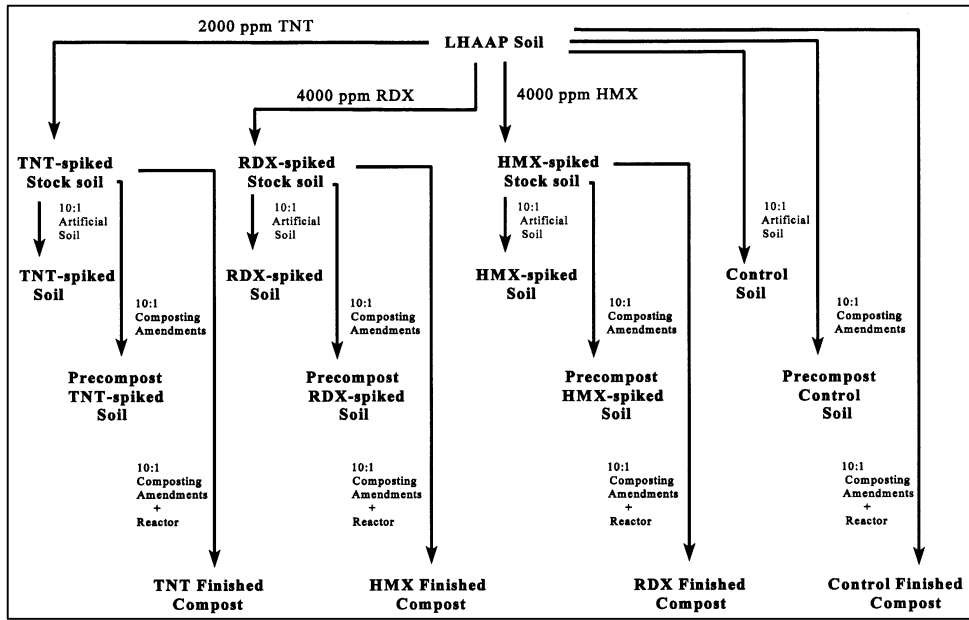 2000 ppm TNT
LHAAP Soil
4000 ppm RDX
4000 ppm HMX
TNT-spiked
Stock soil
RDX-spiked
Stock soil
HMX-spiked
Stock soil
10:1
Artificial
Soil
10:1
Artificial
Soil
10:1
Artificial
Soil
10:1
Artificial
Soil
TNT-spiked
Soil
RDX-spiked
Soil
HMX-spiked
Soil
Control
Soil
10:1
Composting
Amendments
10:1
Composting
Amendments
10:1
Composting
Amendments
10:1
Composting
Amendments
Precompost
TNT-spiked
Soil
Precompost
RDX-spiked
Soil
Precompost
HMX-spiked
Soil
Precompost
Control
Soil
10:1
Composting
Amendments
+
Reactor
10:1
Composting
Amendments
+
Reactor
10:1
Composting
Amendments
+
Reactor
10:1
Composting
Amendments
+
Reactor
TNT Finished
Compost
HMX Finished
Compost
RDX Finished
Compost
Control Finished
Compost